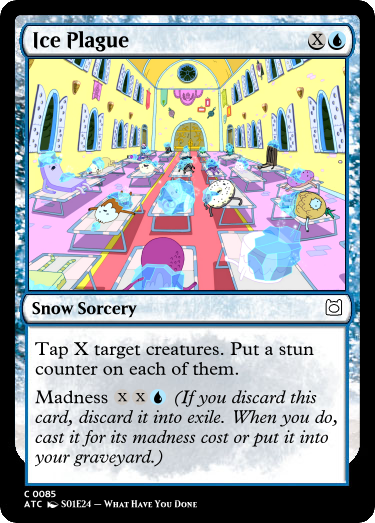 Ice Plague X
Snow Sorcery
Tap X target creatures. Put a stun
counter on each of them.
Madness X X (If you discard this
card, discard it into exile. When you do,
cast it for its madness cost or put it into
your graveyard.)
C 0085
ATC S01E24 – What Have You Done